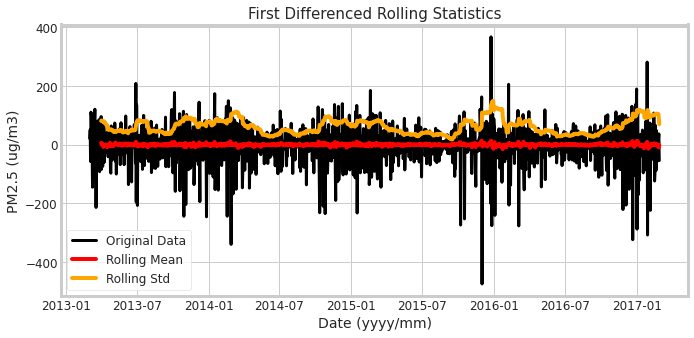 First Differenced Rolling Statistics
400
200
0
−200
−400
PM2.5 (ug/m3)
Original Data
Rolling Mean
Rolling Std
2013-01 2013-07 2014-01 2014-07 2015-01 2015-07 2016-01 2016-07 2017-01
Date (yyyy/mm)